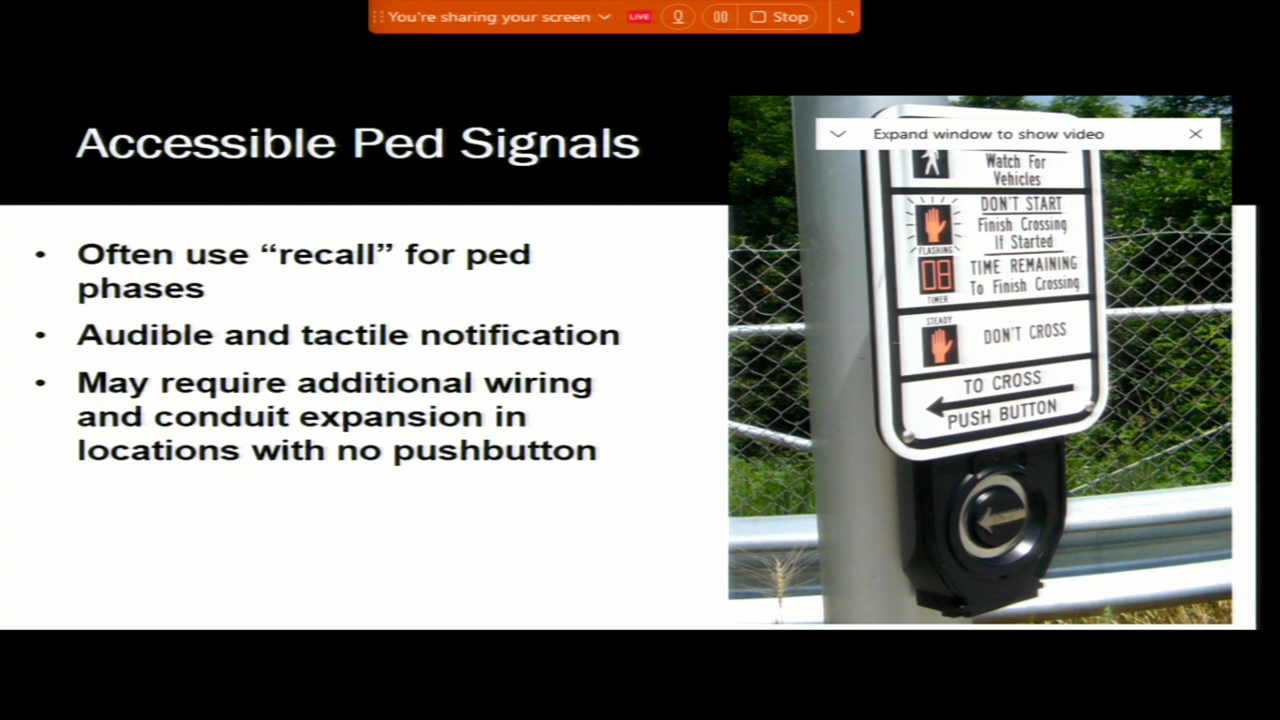 You're sharing your screen
LIVE
Stop
Accessible Ped Signals
Expand window to show video
• Often use “recall” for ped
phases
• Audible and tactile notification
• May require additional wiring
and conduit expansion in
locations with no pushbutton
Watch For
Vehicles
DON'T START
Finish Crossing
If Started
FLASHING
TIME REMAINING
To Finish Crossing
08
TIMER
STEADY
DON'T CROSS
TO CROSS
PUSH BUTTON